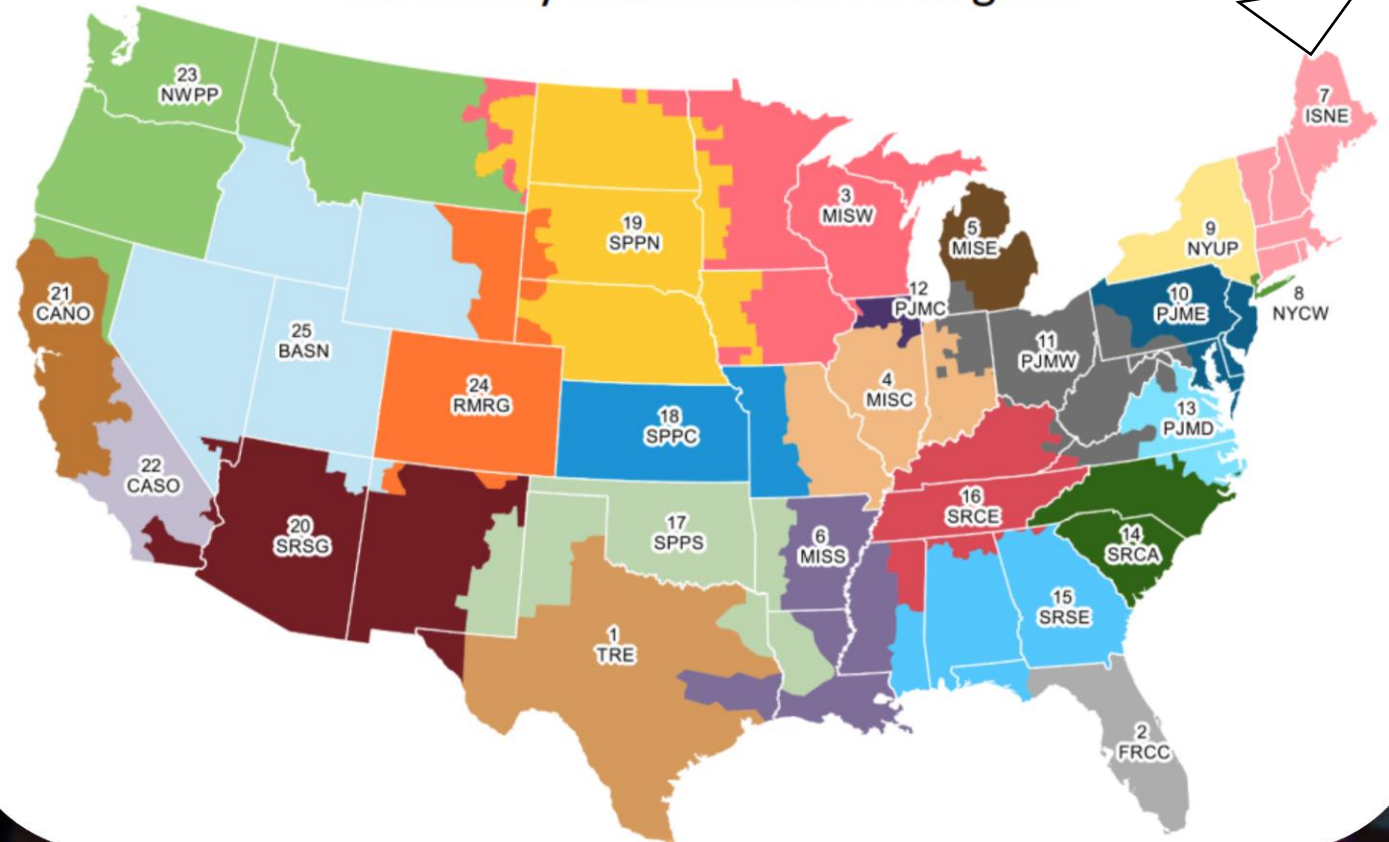 23
NWPP
7
ISNE
3
MISW
19
SPPN
5
MISE
9
NYUP
12
PJMC
8
NYCW
21
CANO
10
PJME
25
BASN
11
PJMW
24
RMRG
4
MISC
18
SPPC
13
PJMD
22
CASO
16
SRCE
20
SRSG
17
SPPS
6
MISS
14
SRCA
15
SRSE
1
TRE
2
FRCC